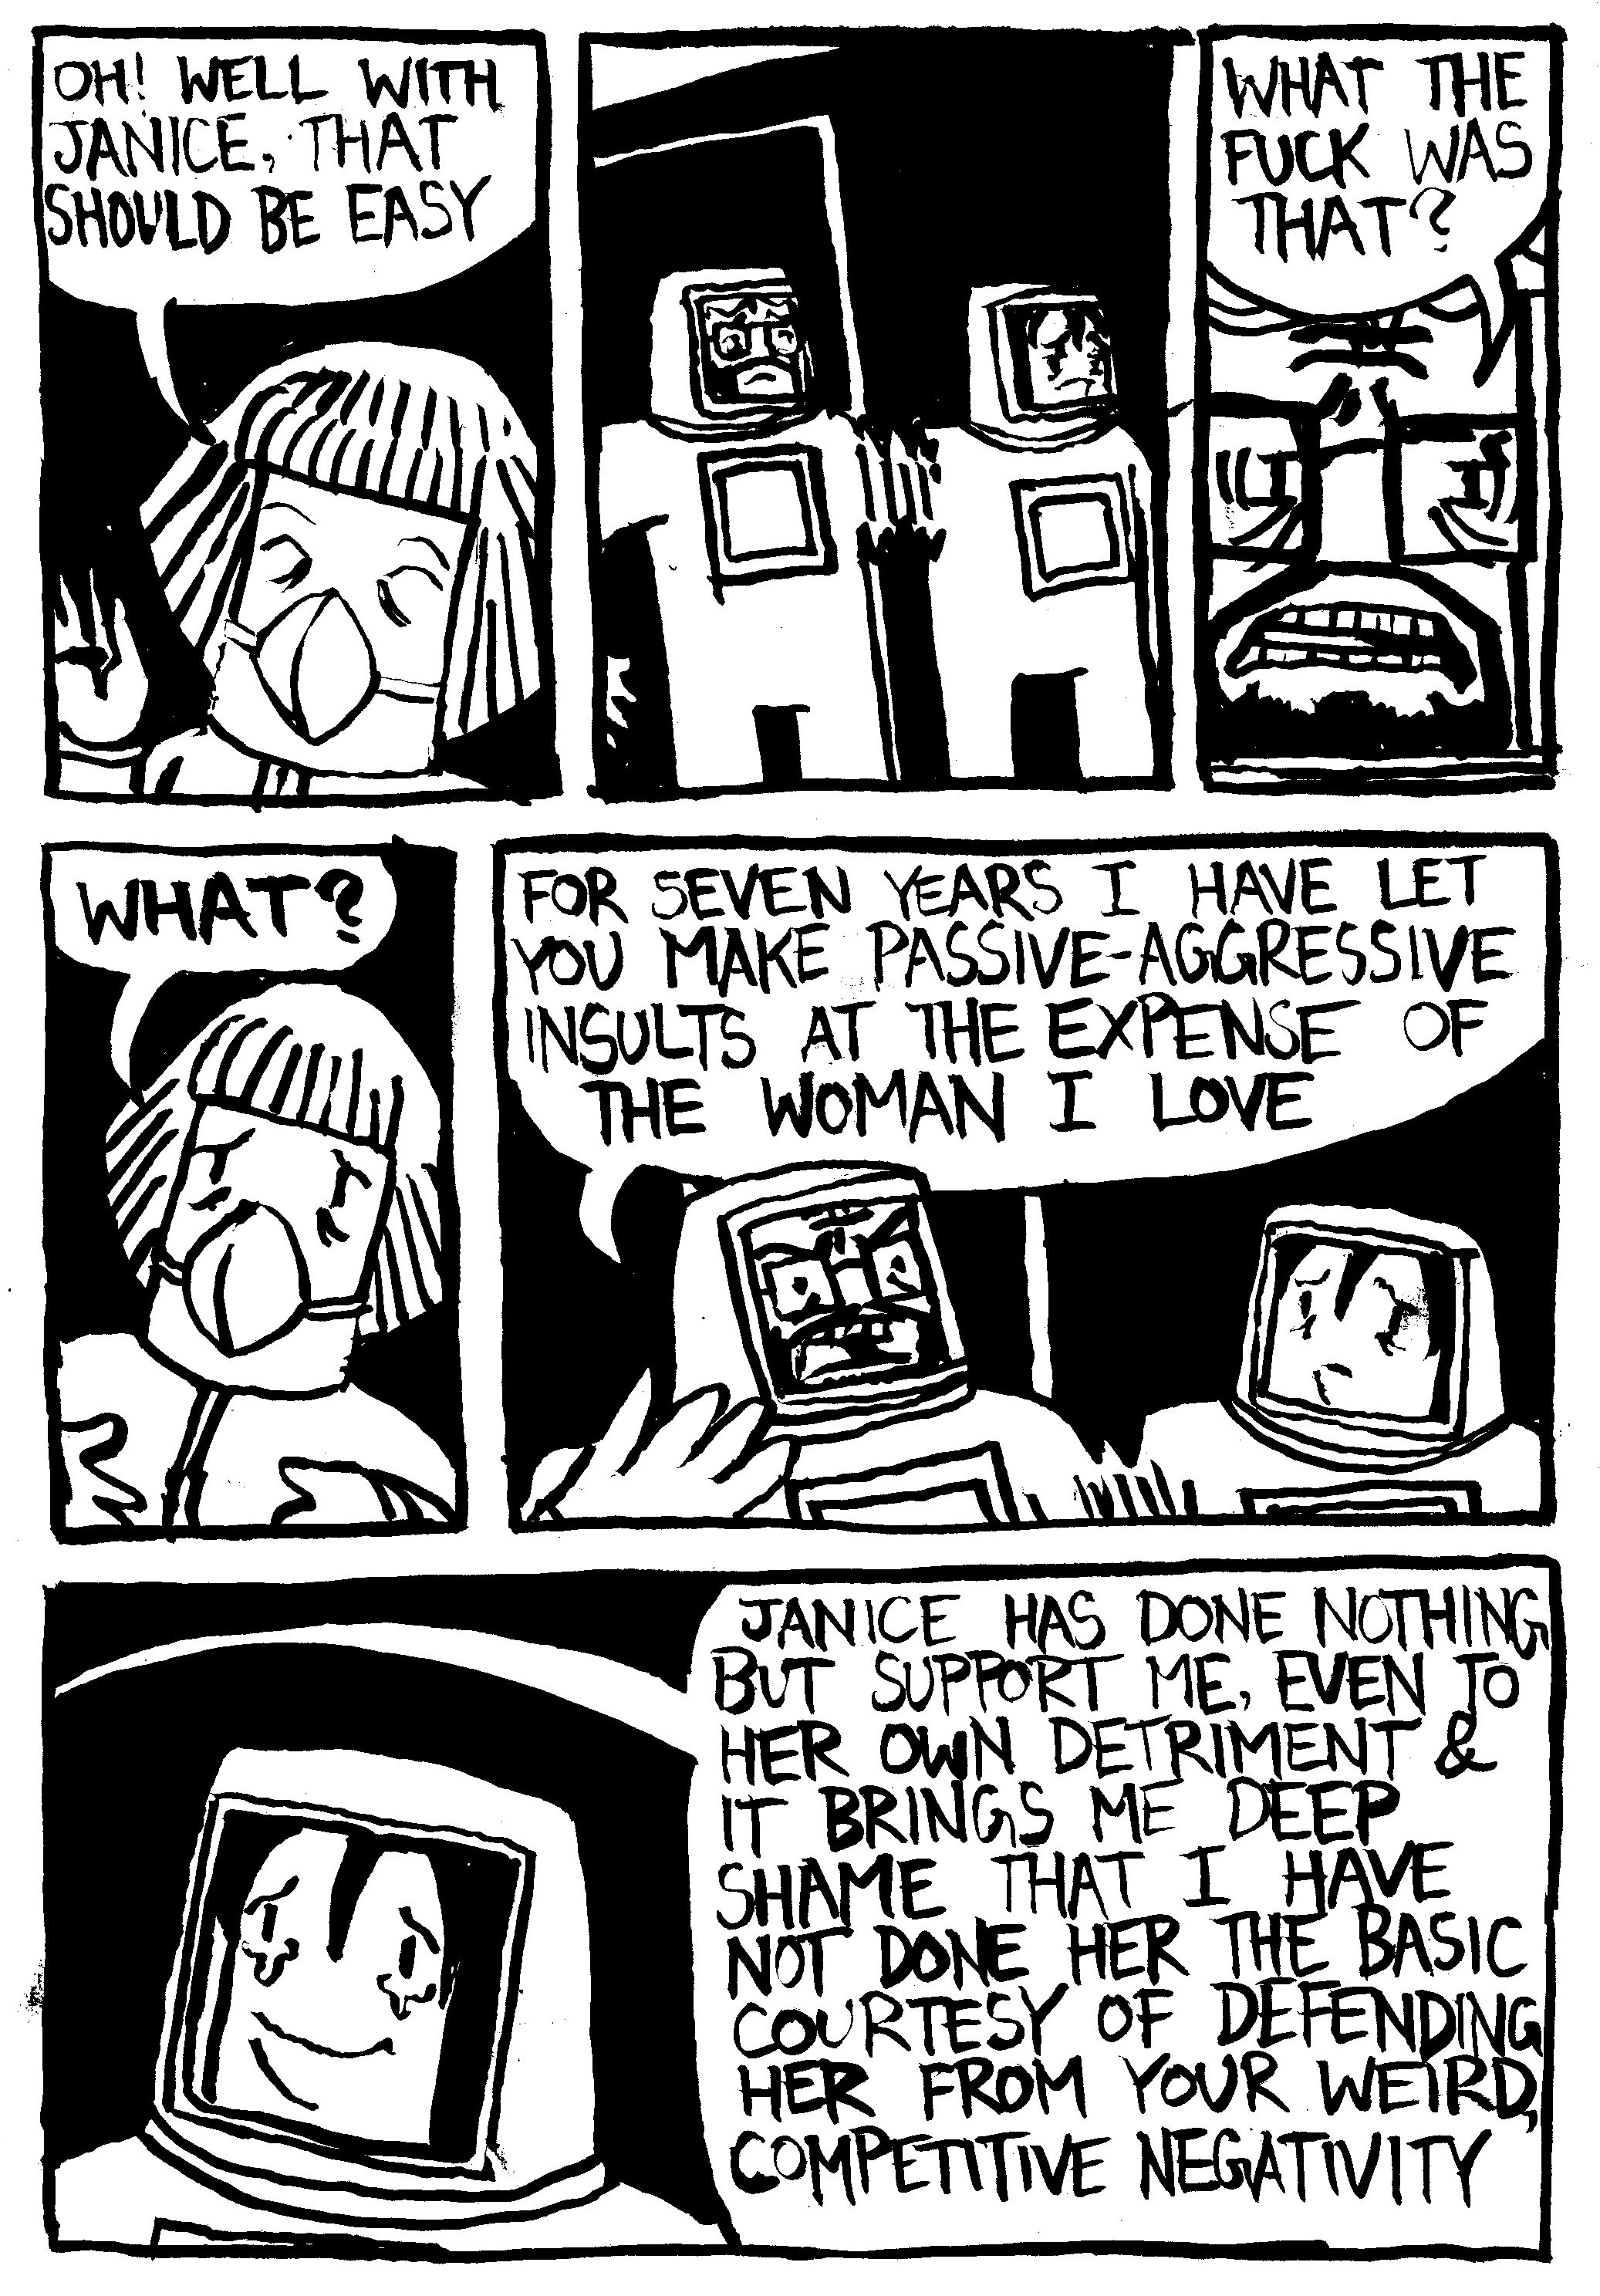 OH! WELL WITH
JANICE, THAT
SHOULD BE EASY
WHAT THE
FUCK WAS
THAT?
WHAT?
FOR SEVEN YEARS I HAVE LET
YOU MAKE PASSIVE-AGGRESSIVE
INSULTS AT THE EXPENSE OF
THE WOMAN I LOVE
JANICE HAS DONE NOTHING
BUT SUPPORT ME, EVEN TO
HER OWN DETRIMENT &
IT BRINGS ME DEEP
SHAME THAT I HAVE
NOT DONE HER THE BASIC
COURTESY OF DEFENDING
HER FROM YOUR WEIRD,
COMPETITIVE NEGATIVITY